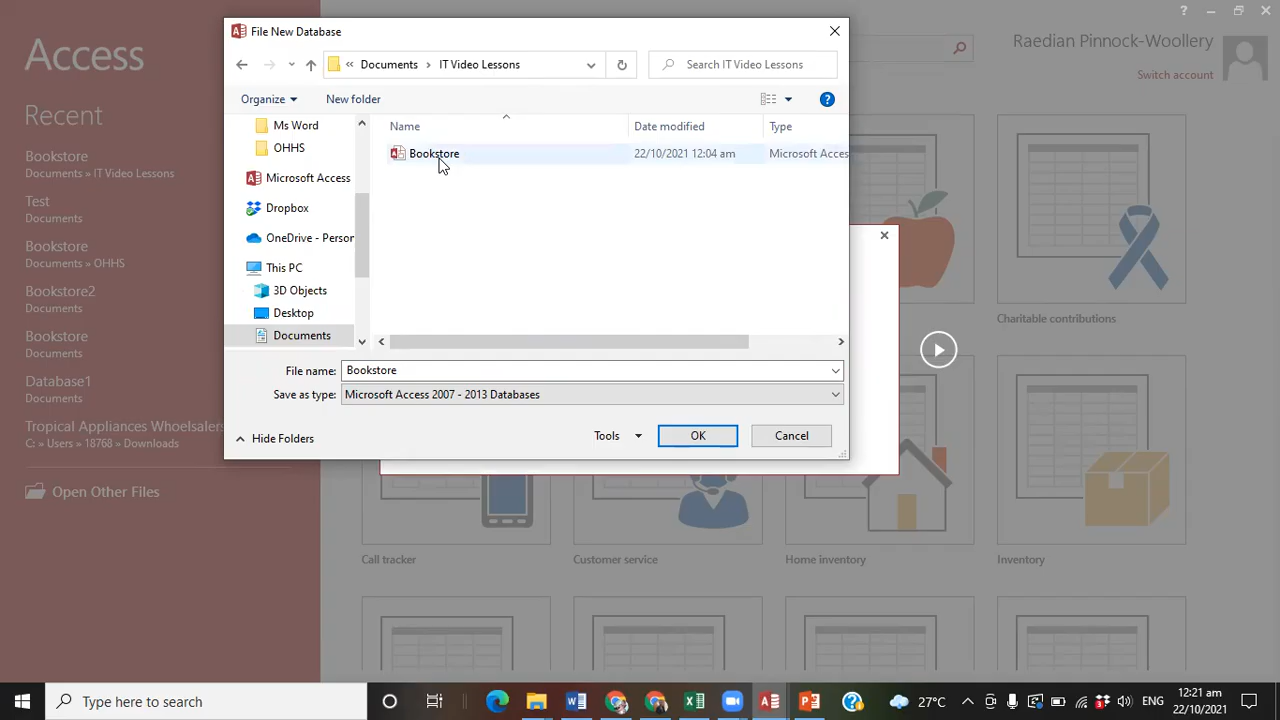 File New Database
Access
Raedian Pinnock-Woollery
Switch account
Documents › IT Video Lessons
Search IT Video Lessons
Organize
New folder
Recent
Bookstore
Documents » IT Video Lessons
Test
Documents
Bookstore
Documents » OHHS
Bookstore2
Documents
Bookstore
Documents
Database1
Documents
Tropical Appliances Whoelsalers
C: » Users » 18768 » Downloads
Open Other Files
Ms Word
OHHS
Microsoft Access
Dropbox
OneDrive - Person
This PC
3D Objects
Desktop
Documents
Name
Date modified
Type
Bookstore
22/10/2021 12:04 am
Microsoft Acces
File name:
Bookstore
Save as type:
Microsoft Access 2007 - 2013 Databases
Hide Folders
Tools
OK
Cancel
Charitable contributions
Call tracker
Customer service
Home inventory
Inventory
Type here to search
27°C
ENG
12:21 am
22/10/2021